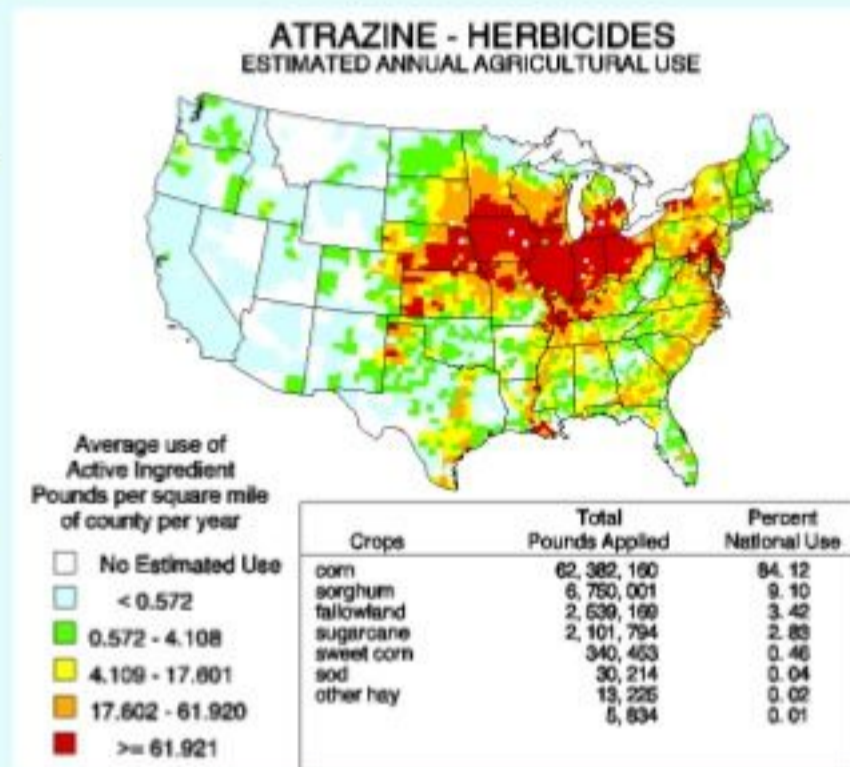 ATRAZINE - HERBICIDES
ESTIMATED ANNUAL AGRICULTURAL USE
Average use of
Active Ingredient
Pounds per square mile
of county per year
No Estimated Use
< 0.572
0.572 - 4.108
4.109 - 17.601
17.602 - 61.920
>= 61.921
Crops Total Pounds Applied Percent National Use
corn 62,382,160 84.12
sorghum 6,750,001 9.10
fallowland 2,539,169 3.42
sugarcane 2,101,794 2.83
sweet corn 340,453 0.46
sod 30,214 0.04
other hay 13,225 0.02
5,834 0.01